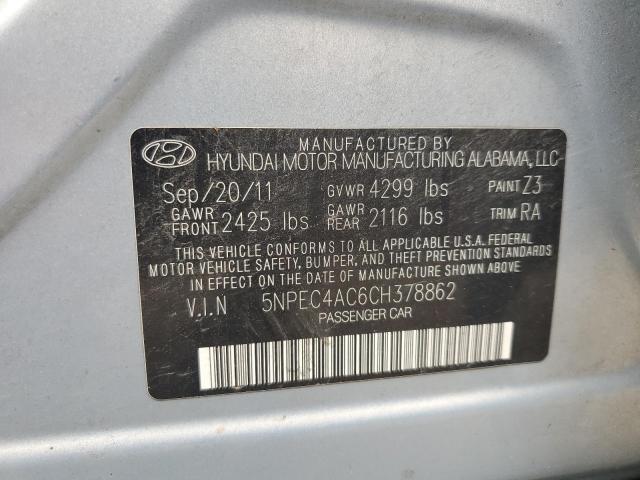 MANUFACTURED BY
HYUNDAI MOTOR MANUFACTURING ALABAMA, LLC
Sep/20/11 GVWR 4299 lbs PAINT Z3
GAWR FRONT 2425 lbs GAWR REAR 2116 lbs TRIM RA
THIS VEHICLE CONFORMS TO ALL APPLICABLE U.S.A. FEDERAL
MOTOR VEHICLE SAFETY, BUMPER, AND THEFT PREVENTION STANDARDS
IN EFFECT ON THE DATE OF MANUFACTURE SHOWN ABOVE
V.I.N 5NPEC4AC6CH378862
PASSENGER CAR